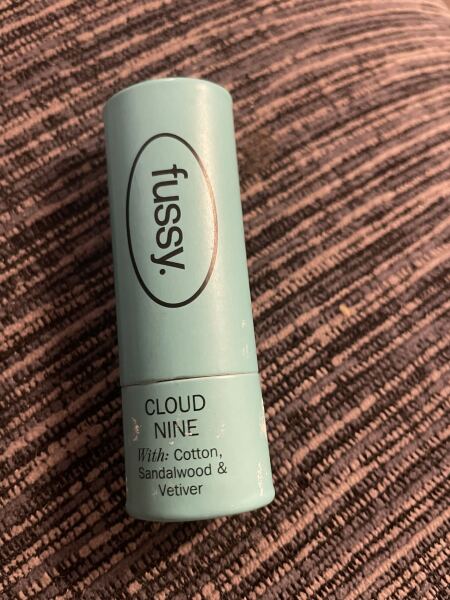 fussy.
CLOUD
NINE
With: Cotton,
Sandalwood &
Vetiver